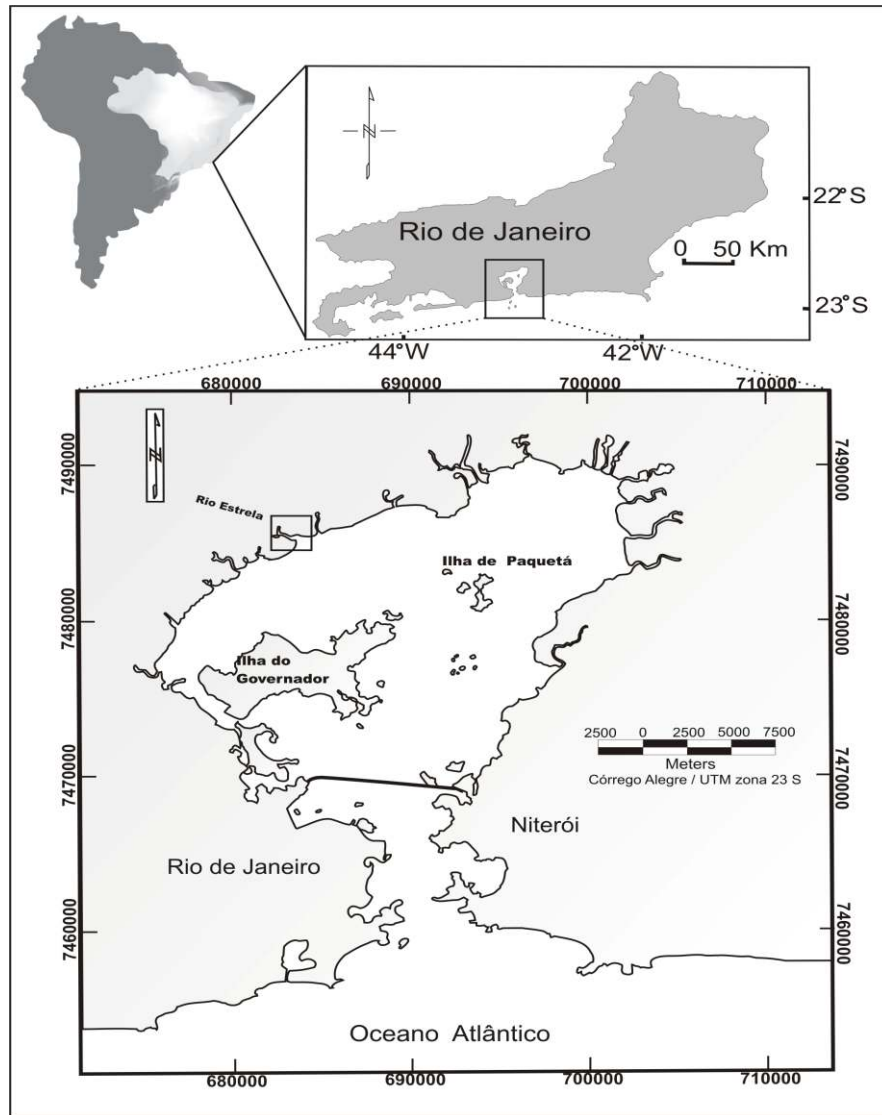 N
22°S
Rio de Janeiro
0 50 Km
23°S
44°W 42°W
680000 690000 700000 710000
N
7490000 7490000
Rio Estrela
Ilha de Paquetá
7480000 7480000
Ilha do
Governador
2500 0 2500 5000 7500
Meters
7470000 7470000
Córrego Alegre / UTM zona 23 S
Niterói
Rio de Janeiro
7460000 7460000
Oceano Atlântico
680000 690000 700000 710000